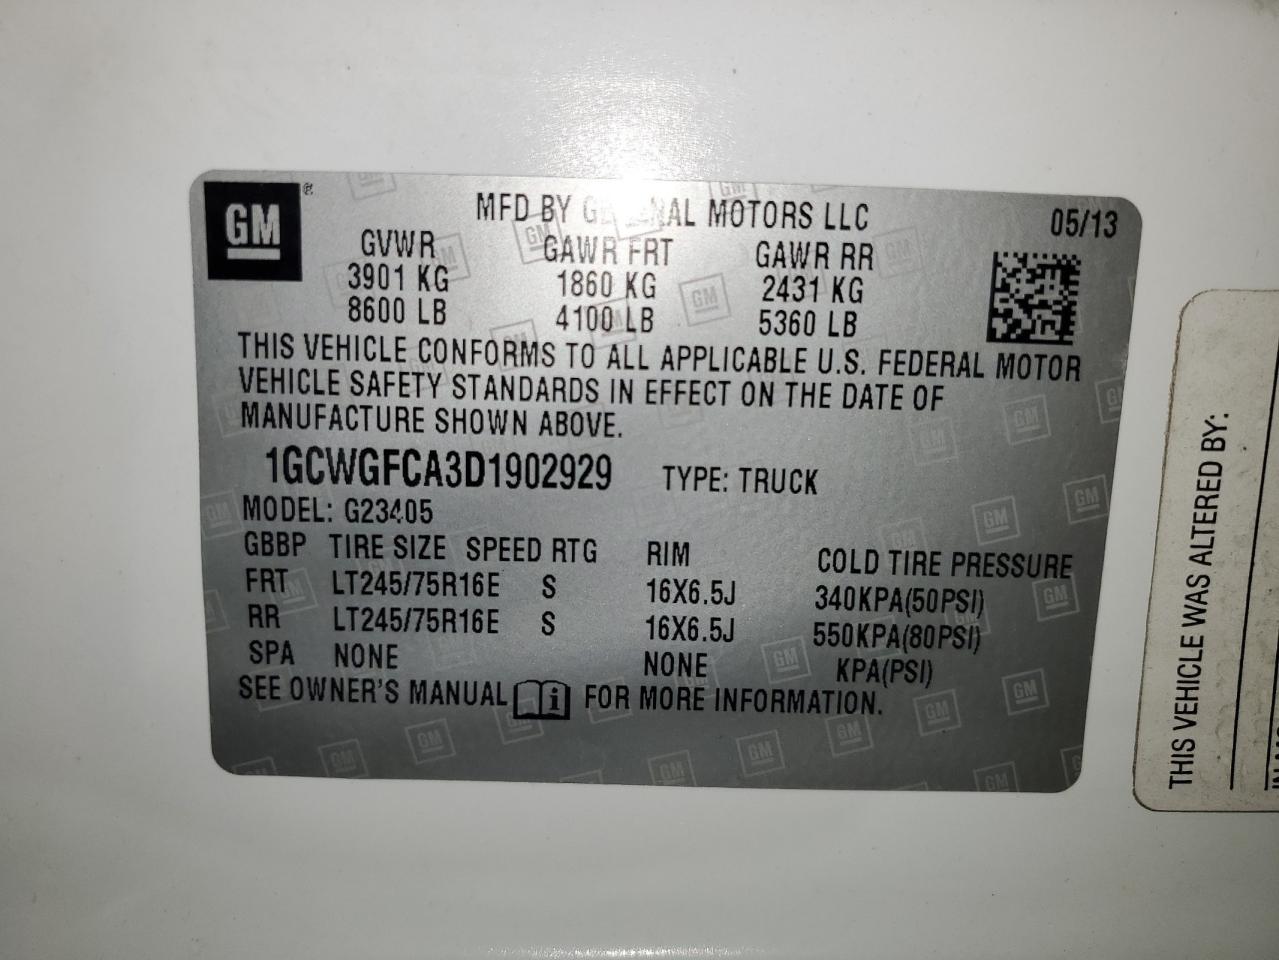 GM ®
MFD BY GENERAL MOTORS LLC 05/13
GVWR GAWR FRT GAWR RR
3901 KG 1860 KG 2431 KG
8600 LB 4100 LB 5360 LB
THIS VEHICLE CONFORMS TO ALL APPLICABLE U.S. FEDERAL MOTOR
VEHICLE SAFETY STANDARDS IN EFFECT ON THE DATE OF
MANUFACTURE SHOWN ABOVE.
1GCWGFCA3D1902929 TYPE: TRUCK
MODEL: G23405
GBBP TIRE SIZE SPEED RTG RIM COLD TIRE PRESSURE
FRT LT245/75R16E S 16X6.5J 340KPA(50PSI)
RR LT245/75R16E S 16X6.5J 550KPA(80PSI)
SPA NONE NONE KPA(PSI)
SEE OWNER'S MANUAL i FOR MORE INFORMATION.
THIS VEHICLE WAS ALTERED BY: